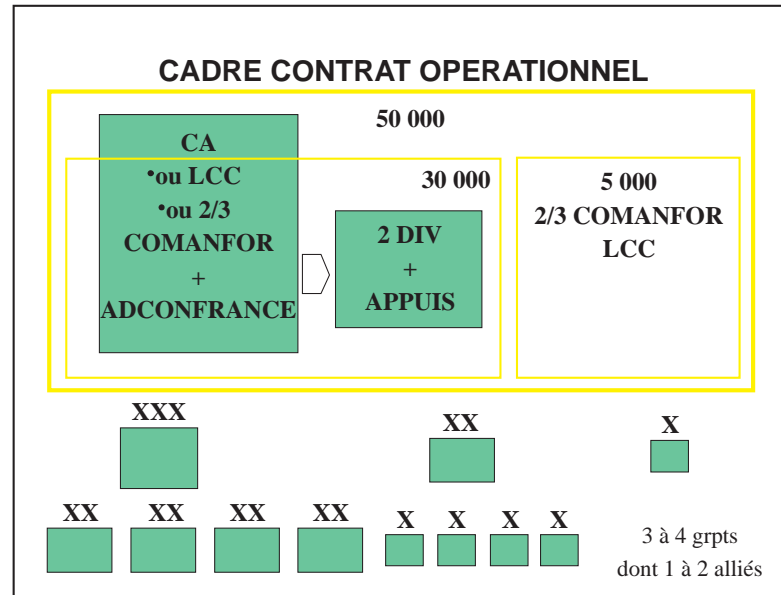 CADRE CONTRAT OPERATIONNEL
50 000
CA
•ou LCC
•ou 2/3
COMANFOR
+
ADCONFRANCE
30 000
2 DIV
+
APPUIS
5 000
2/3 COMANFOR
LCC
XXX
XX
X
XX XX XX XX X X X X
3 à 4 grpts
dont 1 à 2 alliés